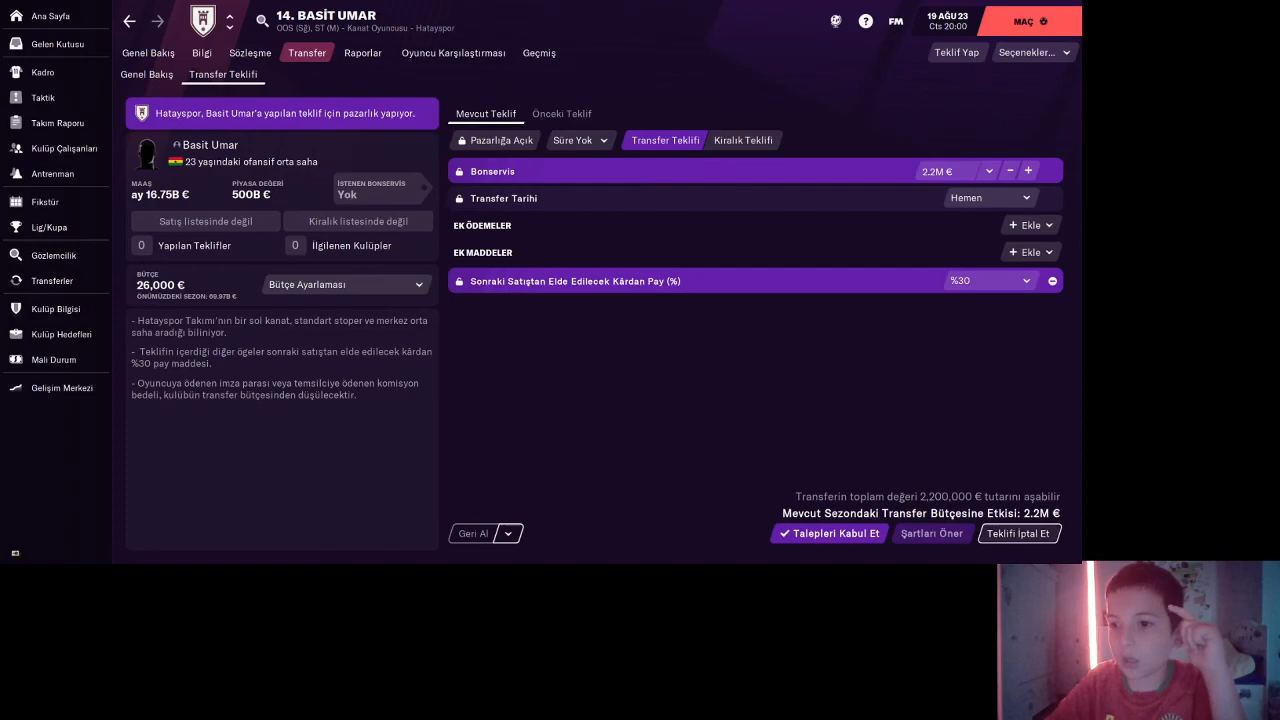 Ana Sayfa
Gelen Kutusu
Kadro
Taktik
Takım Raporu
Kulüp Çalışanları
Antrenman
Fikstür
Lig/Kupa
Gözlemcilik
Transferler
Kulüp Bilgisi
Kulüp Hedefleri
Mali Durum
Gelişim Merkezi
14. BASİT UMAR
OOS (Sğ), ST (M) - Kanat Oyuncusu - Hatayspor
? FM
19 AĞU 23
Cts 20:00
MAÇ
Genel Bakış Bilgi Sözleşme Transfer Raporlar Oyuncu Karşılaştırması Geçmiş
Teklif Yap Seçenekler...
Genel Bakış Transfer Teklifi
Hatayspor, Basit Umar'a yapılan teklif için pazarlık yapıyor.
Basit Umar
23 yaşındaki ofansif orta saha
MAAŞ PİYASA DEĞERİ İSTENEN BONSERVİS
ay 16.75B € 500B € Yok
Satış listesinde değil Kiralık listesinde değil
0 Yapılan Teklifler 0 İlgilenen Kulüpler
BÜTÇE
26,000 € Bütçe Ayarlaması
ÖNÜMÜZDEKİ SEZON: 69.97B €
- Hatayspor Takımı'nın bir sol kanat, standart stoper ve merkez orta
saha aradığı biliniyor.
- Teklifin içerdiği diğer ögeler sonraki satıştan elde edilecek kârdan
%30 pay maddesi.
- Oyuncuya ödenen imza parası veya temsilciye ödenen komisyon
bedeli, kulübün transfer bütçesinden düşülecektir.
Mevcut Teklif Önceki Teklif
Pazarlığa Açık Süre Yok Transfer Teklifi Kiralık Teklifi
Bonservis 2.2M € - +
Transfer Tarihi Hemen
EK ÖDEMELER + Ekle
EK MADDELER + Ekle
Sonraki Satıştan Elde Edilecek Kârdan Pay (%) %30
Transferin toplam değeri 2,200,000 € tutarını aşabilir
Mevcut Sezondaki Transfer Bütçesine Etkisi: 2.2M €
Geri Al Talepleri Kabul Et Şartları Öner Teklifi İptal Et